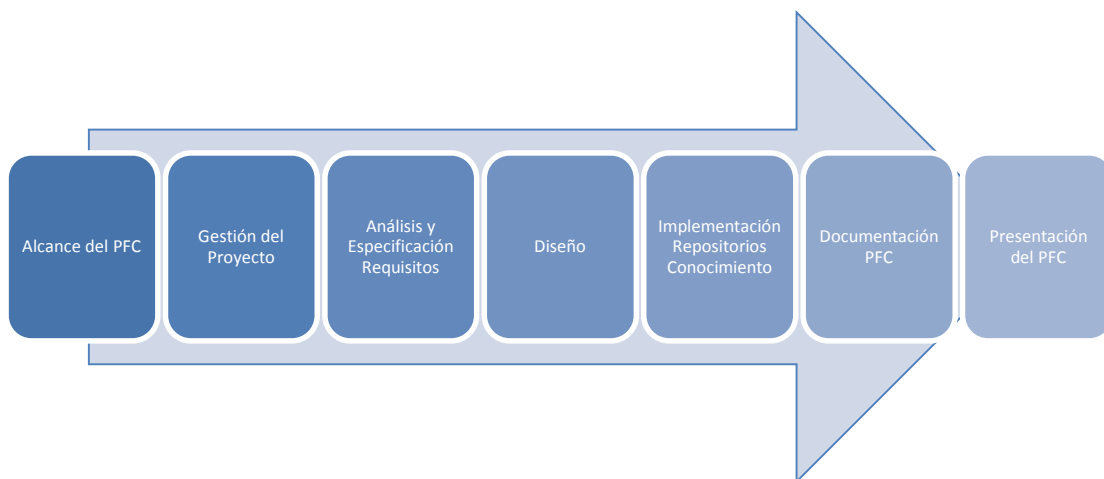 Alcance del PFC
Gestión del
Proyecto
Análisis y
Especificación
Requisitos
Diseño
Implementación
Repositorios
Conocimiento
Documentación
PFC
Presentación
del PFC